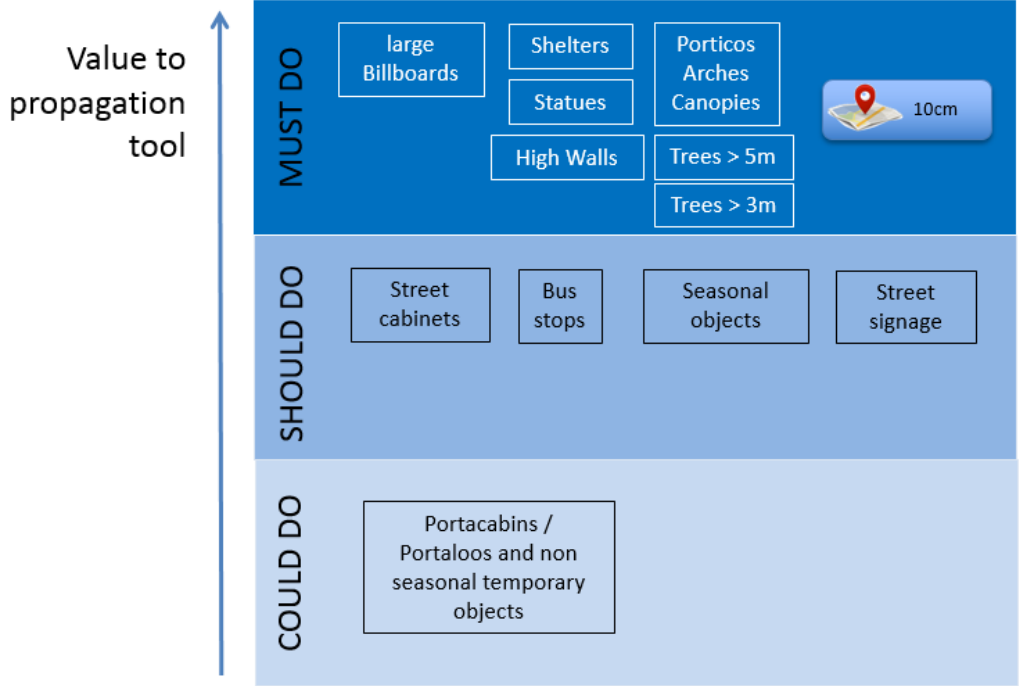 Value to
propagation
tool
MUST DO
large
Billboards
Shelters
Statues
High Walls
Porticos
Arches
Canopies
Trees > 5m
Trees > 3m
10cm
SHOULD DO
Street
cabinets
Bus
stops
Seasonal
objects
Street
signage
COULD DO
Portacabins /
Portaloos and non
seasonal temporary
objects